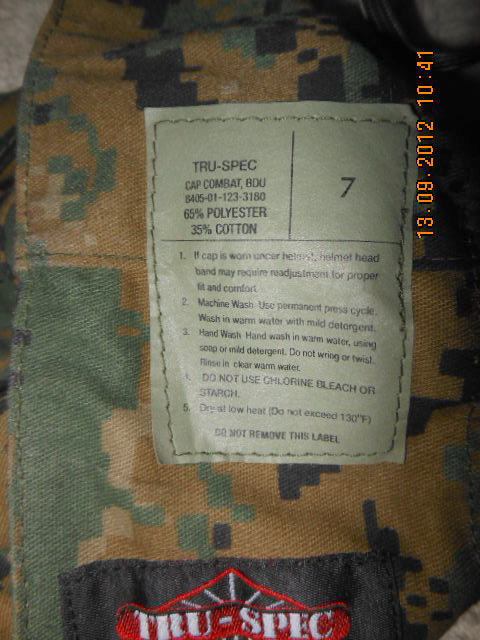 TRU-SPEC
CAP COMBAT, BDU
8405-01-123-3180
65% POLYESTER
35% COTTON
7
1. If cap is worn under helmet, helmet head
band may require readjustment for proper
fit and comfort.
2. Machine Wash Use permanent press cycle.
Wash in warm water with mild detergent.
3. Hand Wash Hand wash in warm water, using
soap or mild detergent. Do not wring or twist.
Rinse in clear warm water.
4. DO NOT USE CHLORINE BLEACH OR
STARCH.
5. Dry at low heat (Do not exceed 130°F)
DO NOT REMOVE THIS LABEL
TRU-SPEC
13.09.2012 10:41